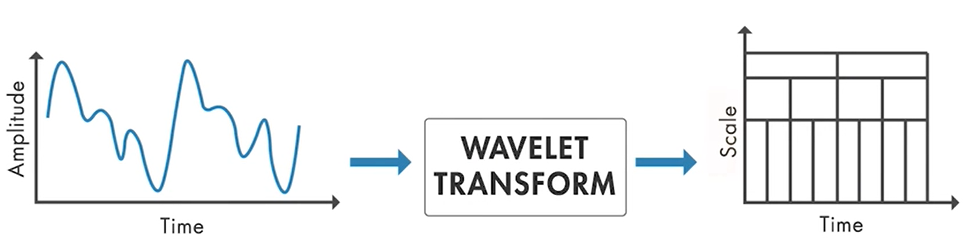 Amplitude
Time
WAVELET
TRANSFORM
Scale
Time